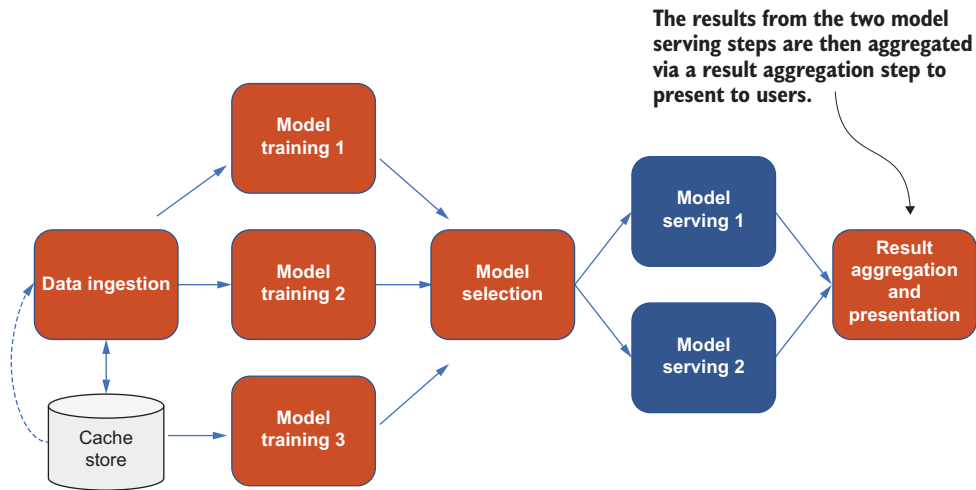 The results from the two model
serving steps are then aggregated
via a result aggregation step to
present to users.
Model
training 1
Data ingestion
Model
training 2
Model
selection
Model
serving 1
Result
aggregation
and
presentation
Model
serving 2
Cache
store
Model
training 3